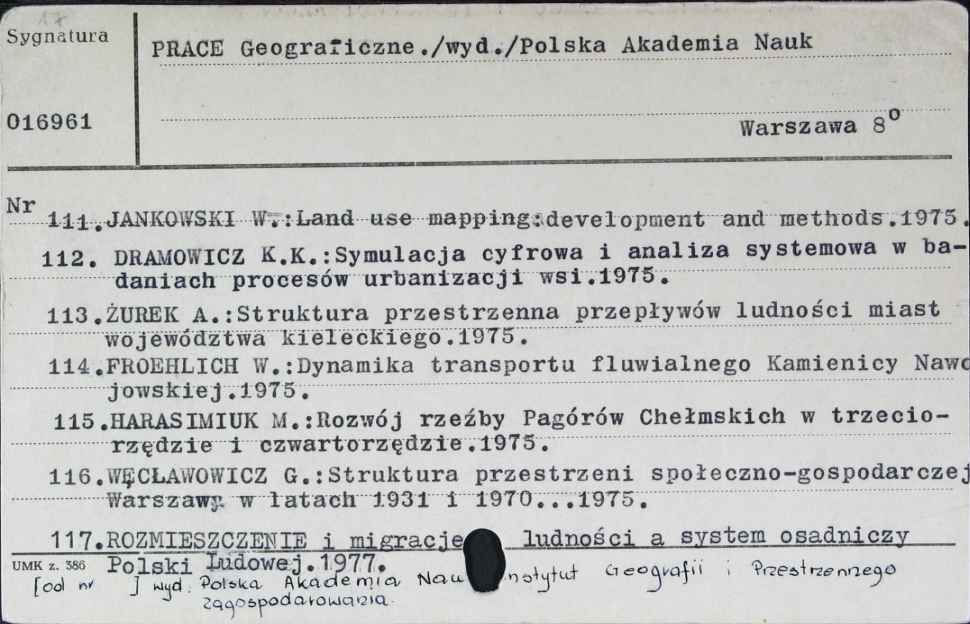 17
Sygnatura
PRACE Geograficzne./wyd./Polska Akademia Nauk
016961
Warszawa 8⁰
Nr
111.JANKOWSKI W.:Land use mapping:development and methods.1975.
112. DRAMOWICZ K.K.:Symulacja cyfrowa i analiza systemowa w ba-
daniach procesów urbanizacji wsi.1975.
113.ŻUREK A.:Struktura przestrzenna przepływów ludności miast
województwa kieleckiego.1975.
114.FROEHLICH W.:Dynamika transportu fluwialnego Kamienicy Nawo
jowskiej.1975.
115.HARASIMIUK M.:Rozwój rzeźby Pagórów Chełmskich w trzecio-
rzędzie i czwartorzędzie.1975.
116.WĘCŁAWOWICZ G.:Struktura przestrzeni społeczno-gospodarczej
Warszawy w latach 1931 i 1970...1975.
117.ROZMIESZCZENIE i migracje ludności a system osadniczy
Polski Ludowej.1977.
UMK z. 386
[od nr ] wyd. Polska Akademia Nau nstytut Geografii i Przestrzennego
zagospodarowania.